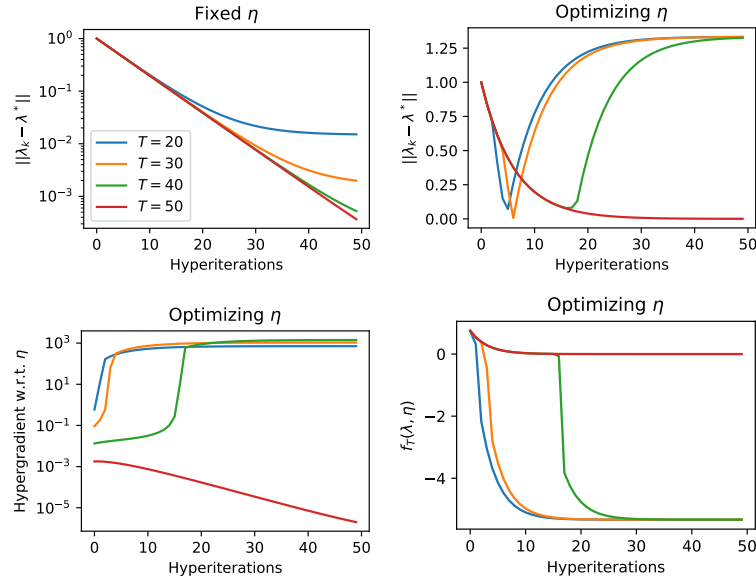 Fixed η
10⁰
10⁻¹
10⁻²
10⁻³
||λₖ − λ*||
T = 20
T = 30
T = 40
T = 50
0 10 20 30 40 50
Hyperiterations
Optimizing η
1.25
1.00
0.75
0.50
0.25
0.00
||λₖ − λ*||
0 10 20 30 40 50
Hyperiterations
Optimizing η
10³
10¹
10⁻¹
10⁻³
10⁻⁵
Hypergradient w.r.t. η
0 10 20 30 40 50
Hyperiterations
Optimizing η
0
−2
−4
f_T(λ, η)
0 10 20 30 40 50
Hyperiterations